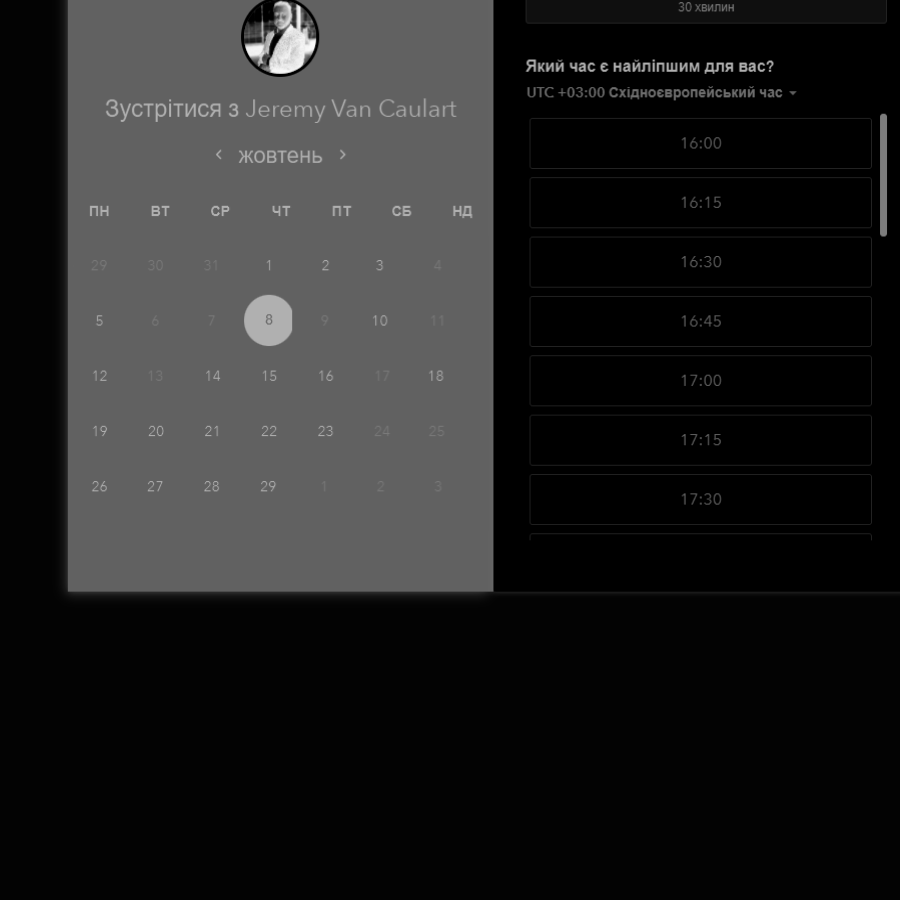 Зустрітися з Jeremy Van Caulart
жовтень
ПН ВТ СР ЧТ ПТ СБ НД
29 30 31 1 2 3 4
5 6 7 8 9 10 11
12 13 14 15 16 17 18
19 20 21 22 23 24 25
26 27 28 29 1 2 3
30 хвилин
Який час є найліпшим для вас?
UTC +03:00 Східноєвропейський час
16:00
16:15
16:30
16:45
17:00
17:15
17:30